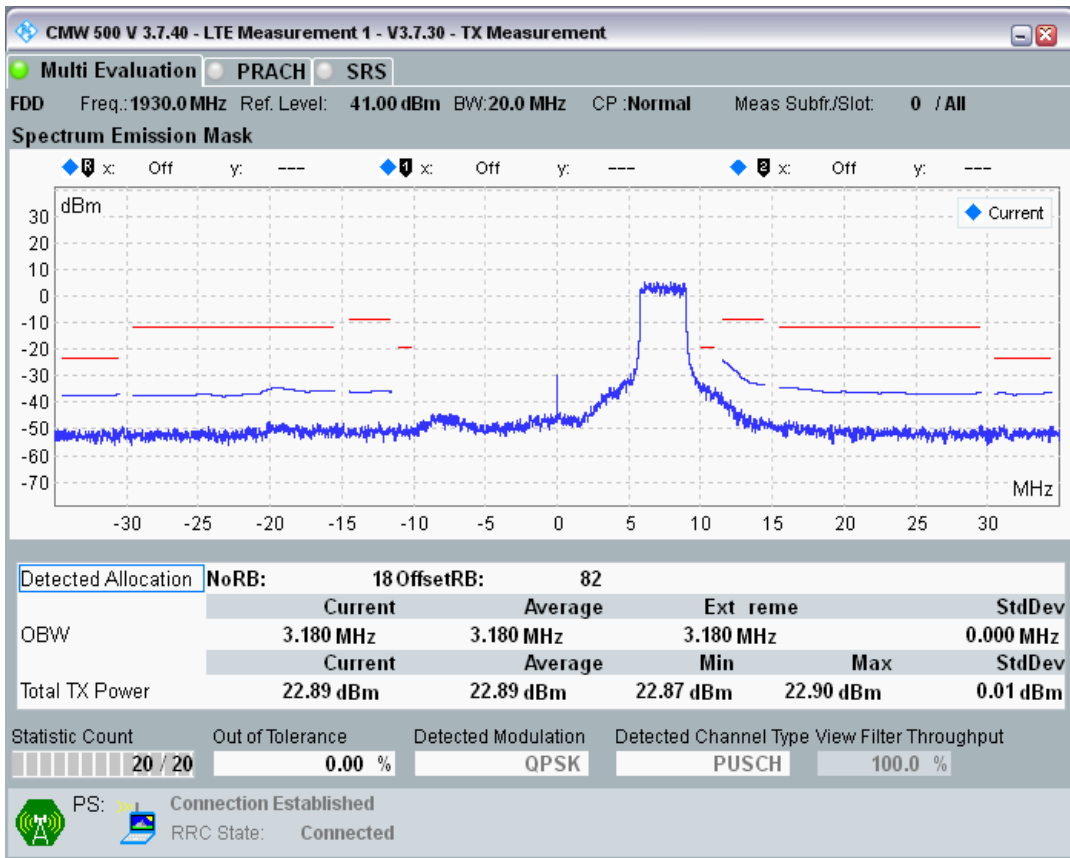 CMW 500 V 3.7.40 - LTE Measurement 1 - V3.7.30 - TX Measurement
Multi Evaluation PRACH SRS
FDD Freq.: 1930.0 MHz Ref. Level: 41.00 dBm BW: 20.0 MHz CP : Normal Meas Subfr./Slot: 0 / All
Spectrum Emission Mask
R x: Off y: --- 1 x: Off y: --- 2 x: Off y: ---
dBm
Current
30
20
10
0
-10
-20
-30
-40
-50
-60
-70
MHz
-30 -25 -20 -15 -10 -5 0 5 10 15 20 25 30
Detected Allocation NoRB: 18 OffsetRB: 82
Current Average Ext reme StdDev
OBW 3.180 MHz 3.180 MHz 3.180 MHz 0.000 MHz
Current Average Min Max StdDev
Total TX Power 22.89 dBm 22.89 dBm 22.87 dBm 22.90 dBm 0.01 dBm
Statistic Count Out of Tolerance Detected Modulation Detected Channel Type View Filter Throughput
20 / 20 0.00 % QPSK PUSCH 100.0 %
PS: Connection Established
RRC State: Connected